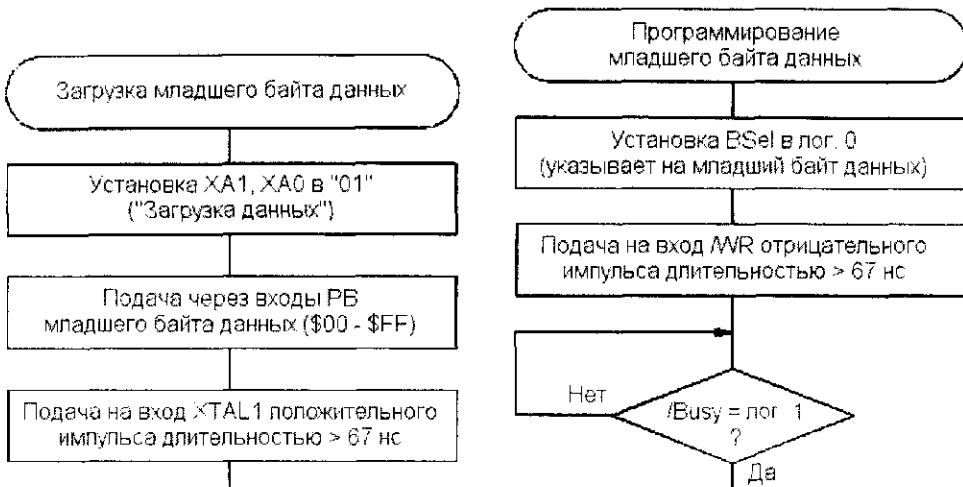 Загрузка младшего байта данных
Установка XA1, XA0 в "01"
("Загрузка данных")
Подача через входы PB
младшего байта данных ($00 - $FF)
Подача на вход XTAL1 положительного
импульса длительностью > 67 нс
Программирование
младшего байта данных
Установка BSel в лог. 0
(указывает на младший байт данных)
Подача на вход /WR отрицательного
импульса длительностью > 67 нс
Нет
/Busy = лог 1
?
Да